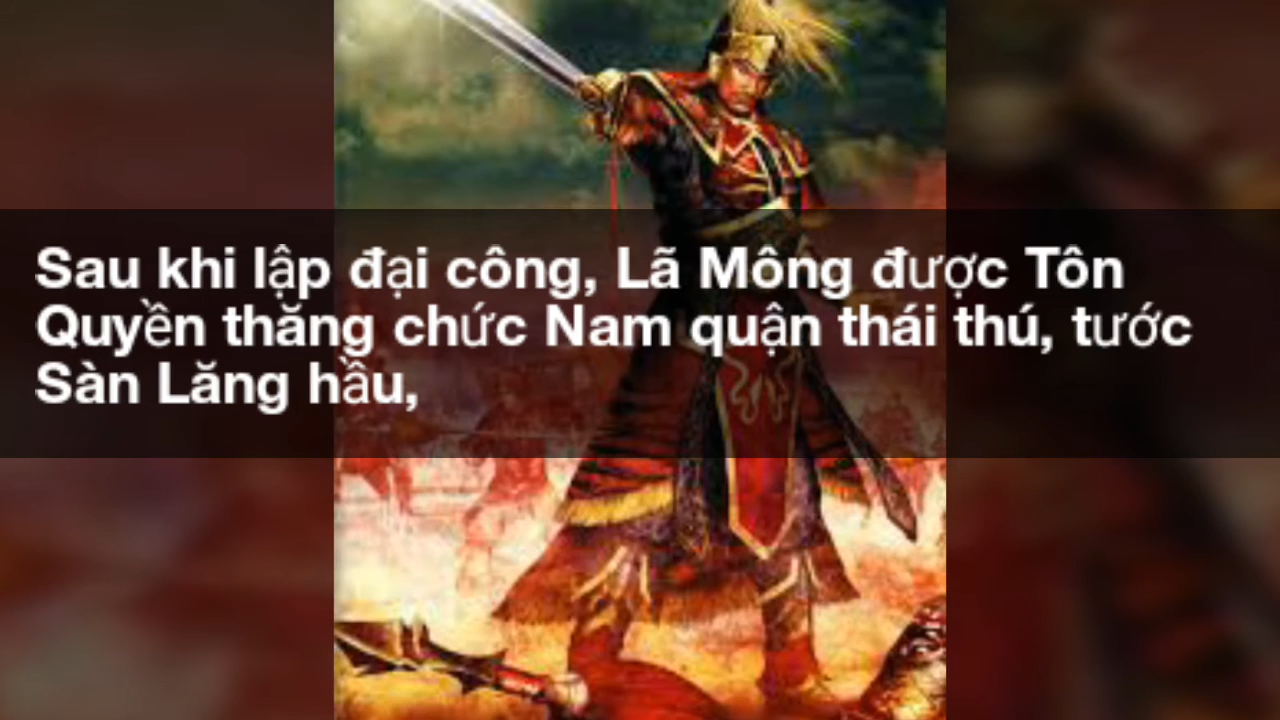 Sau khi lập đại công, Lã Mông được Tôn
Quyền thăng chức Nam quận thái thú, tước
Sàn Lăng hầu,